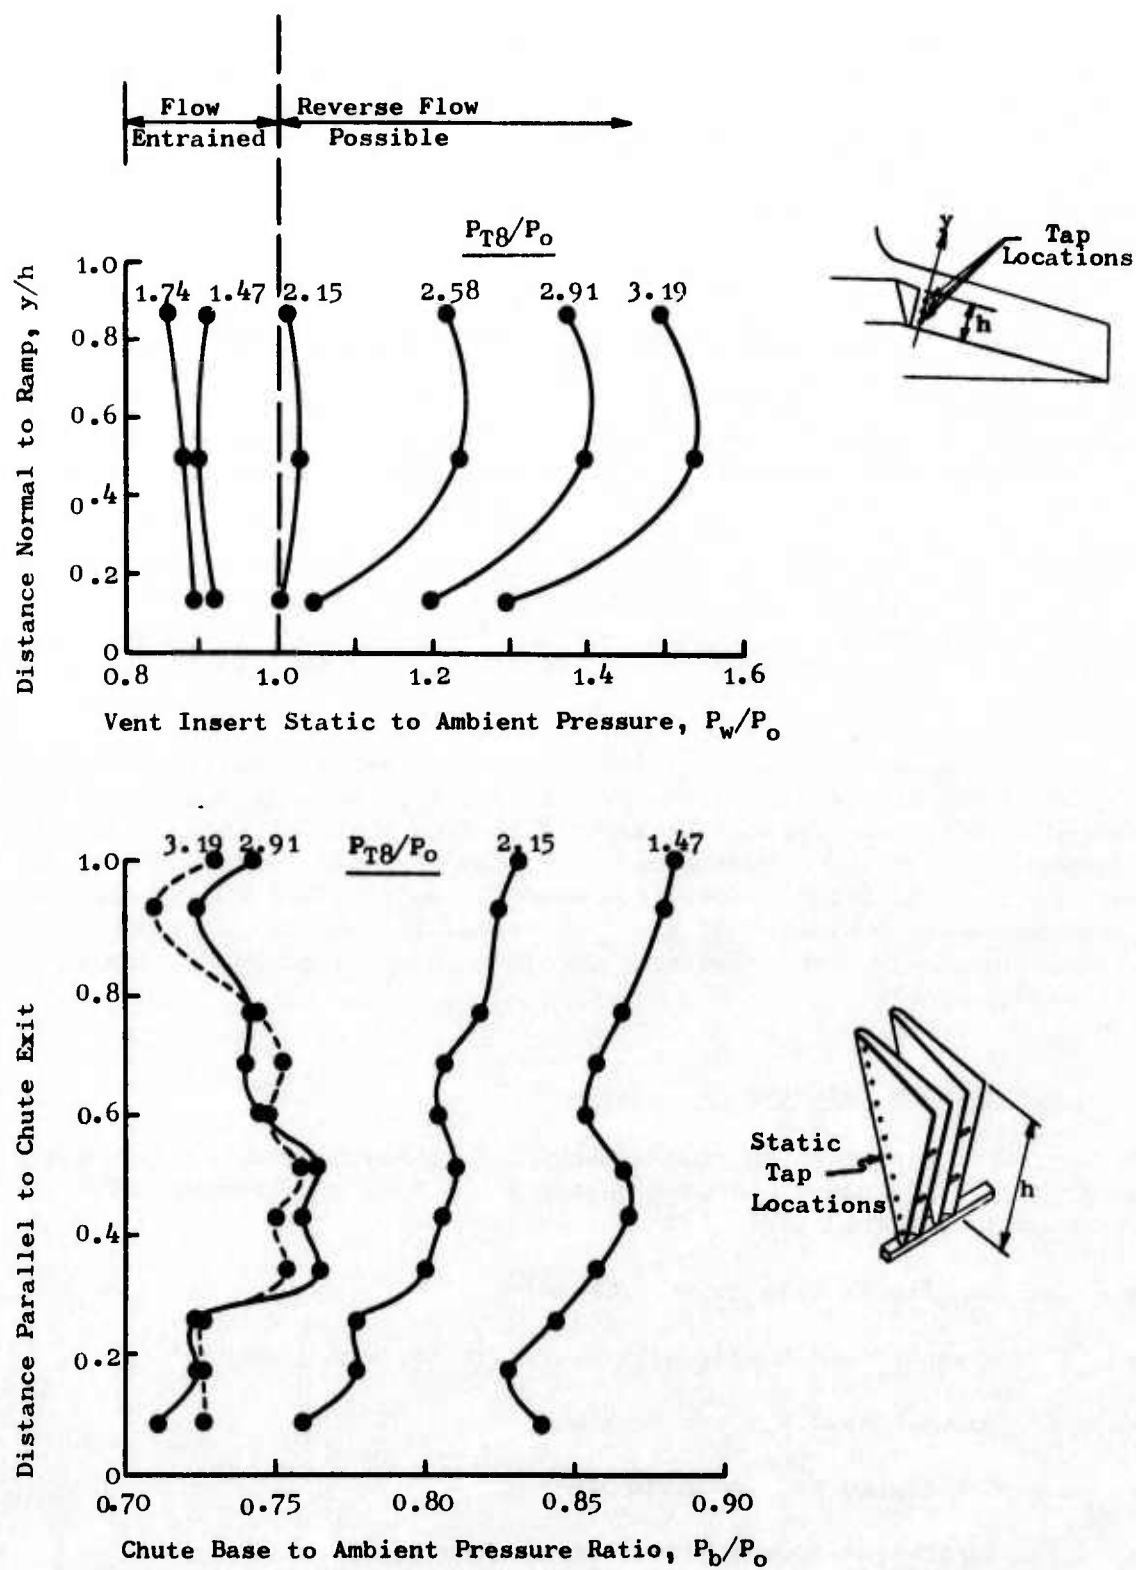 Flow
Entrained
Reverse Flow
Possible
P_T8/P_o
1.74 1.47 2.15 2.58 2.91 3.19
1.0
0.8
0.6
0.4
0.2
0
Distance Normal to Ramp, y/h
0.8 1.0 1.2 1.4 1.6
Vent Insert Static to Ambient Pressure, P_w/P_o
y
Tap
Locations
h
3.19 2.91 P_T8/P_o 2.15 1.47
1.0
0.8
0.6
0.4
0.2
0
Distance Parallel to Chute Exit
0.70 0.75 0.80 0.85 0.90
Chute Base to Ambient Pressure Ratio, P_b/P_o
Static
Tap
Locations
h